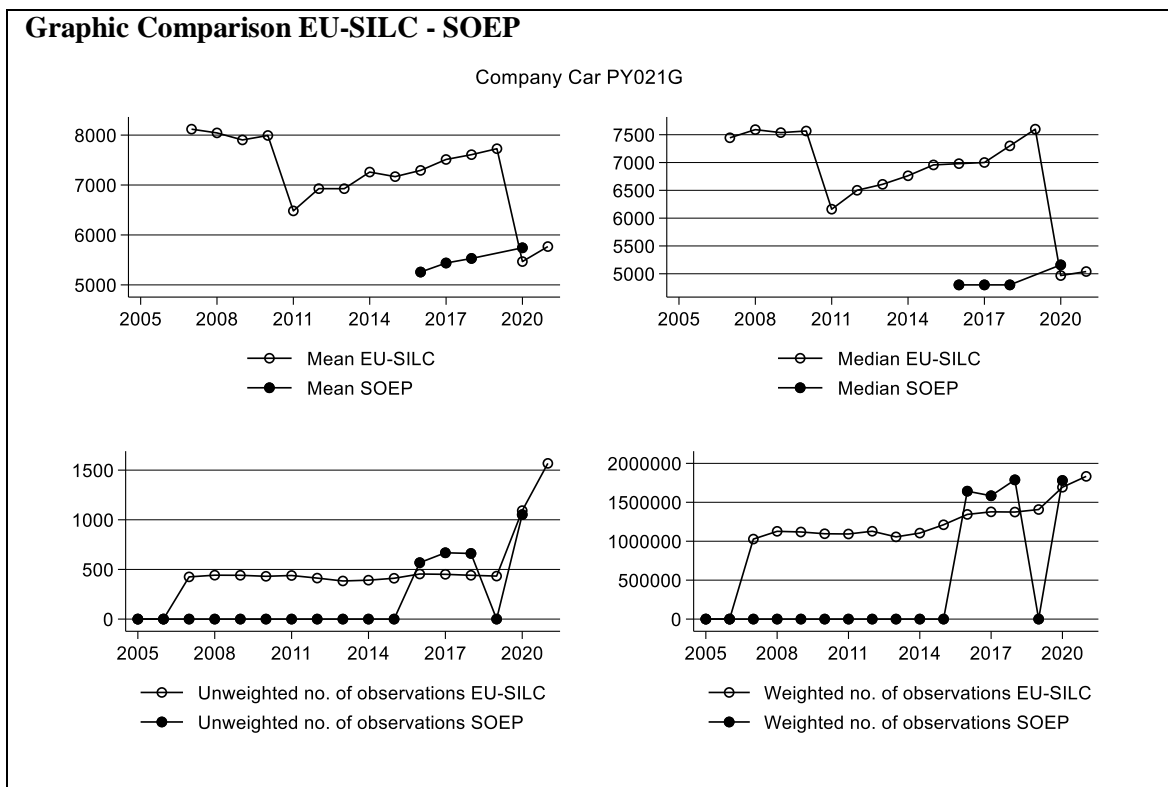 Graphic Comparison EU-SILC - SOEP
Company Car PY021G
8000
7000
6000
5000
2005 2008 2011 2014 2017 2020
Mean EU-SILC
Mean SOEP
7500
7000
6500
6000
5500
5000
2005 2008 2011 2014 2017 2020
Median EU-SILC
Median SOEP
1500
1000
500
0
2005 2008 2011 2014 2017 2020
Unweighted no. of observations EU-SILC
Unweighted no. of observations SOEP
2000000
1500000
1000000
500000
0
2005 2008 2011 2014 2017 2020
Weighted no. of observations EU-SILC
Weighted no. of observations SOEP